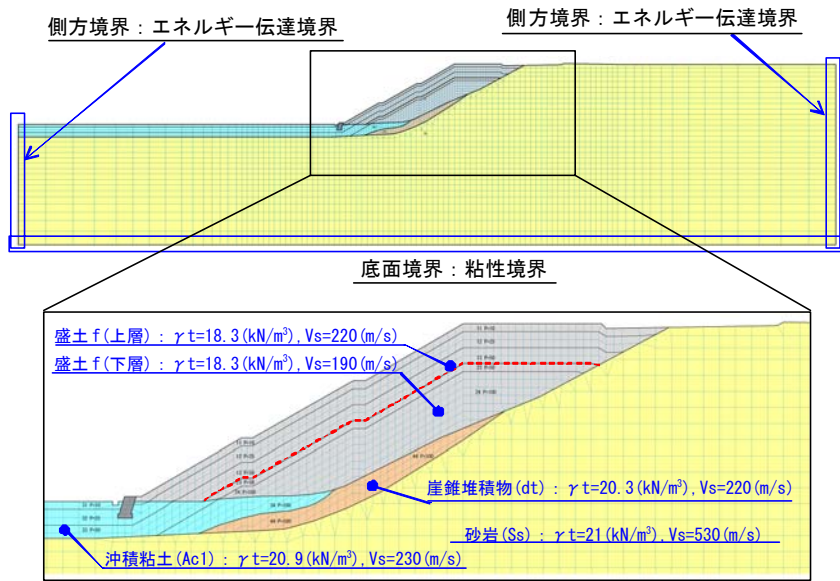 側方境界：エネルギー伝達境界
側方境界：エネルギー伝達境界
底面境界：粘性境界
盛土f(上層)：γt=18.3(kN/m³), Vs=220(m/s)
盛土f(下層)：γt=18.3(kN/m³), Vs=190(m/s)
崖錐堆積物(dt)：γt=20.3(kN/m³), Vs=220(m/s)
砂岩(Ss)：γt=21(kN/m³), Vs=530(m/s)
沖積粘土(Ac1)：γt=20.9(kN/m³), Vs=230(m/s)